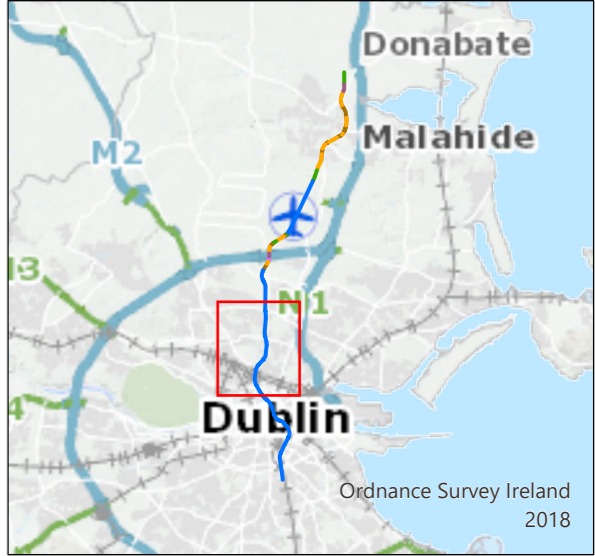 Donabate
Malahide
M2
N1
Dublin
Ordnance Survey Ireland
2018